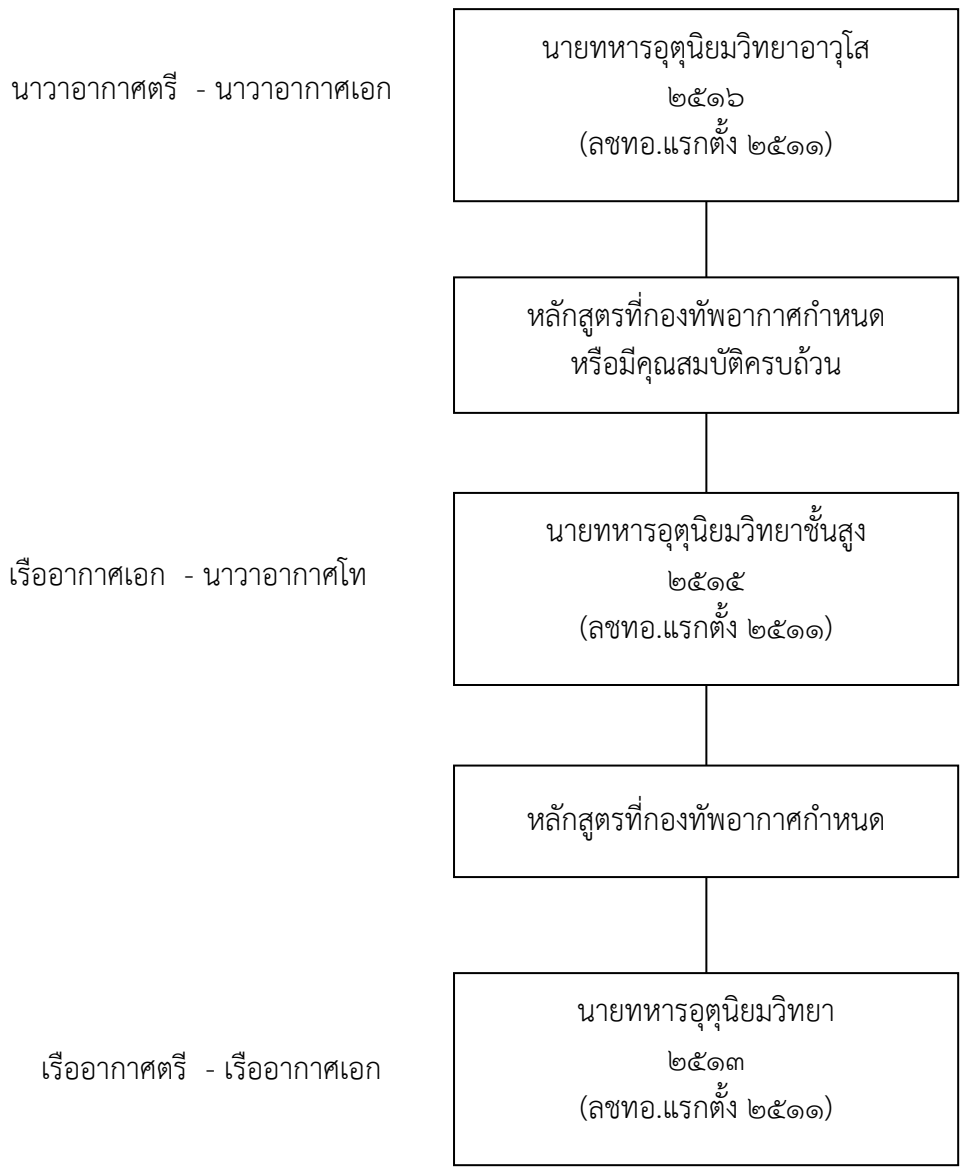 นายทหารอุตุนิยมวิทยาอาวุโส
นาวาอากาศตรี - นาวาอากาศเอก
๒๕๑๖
(ลชทอ.แรกตั้ง ๒๕๑๑)
หลักสูตรที่กองทัพอากาศกำหนด
หรือมีคุณสมบัติครบถ้วน
นายทหารอุตุนิยมวิทยาชั้นสูง
เรืออากาศเอก - นาวาอากาศโท
๒๕๑๕
(ลชทอ.แรกตั้ง ๒๕๑๑)
หลักสูตรที่กองทัพอากาศกำหนด
นายทหารอุตุนิยมวิทยา
เรืออากาศตรี - เรืออากาศเอก
๒๕๑๓
(ลชทอ.แรกตั้ง ๒๕๑๑)